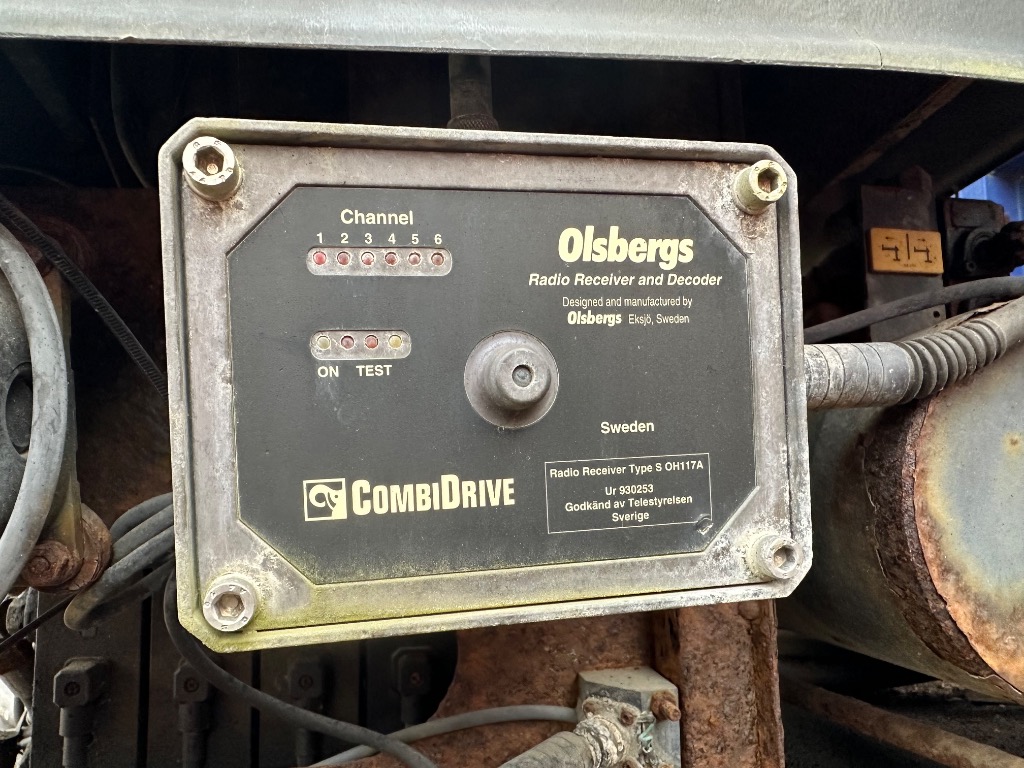 Channel
1 2 3 4 5 6
ON TEST
Olsbergs
Radio Receiver and Decoder
Designed and manufactured by
Olsbergs Eksjö, Sweden
Sweden
COMBIDRIVE
Radio Receiver Type S OH117A
Ur 930253
Godkänd av Telestyrelsen
Sverige